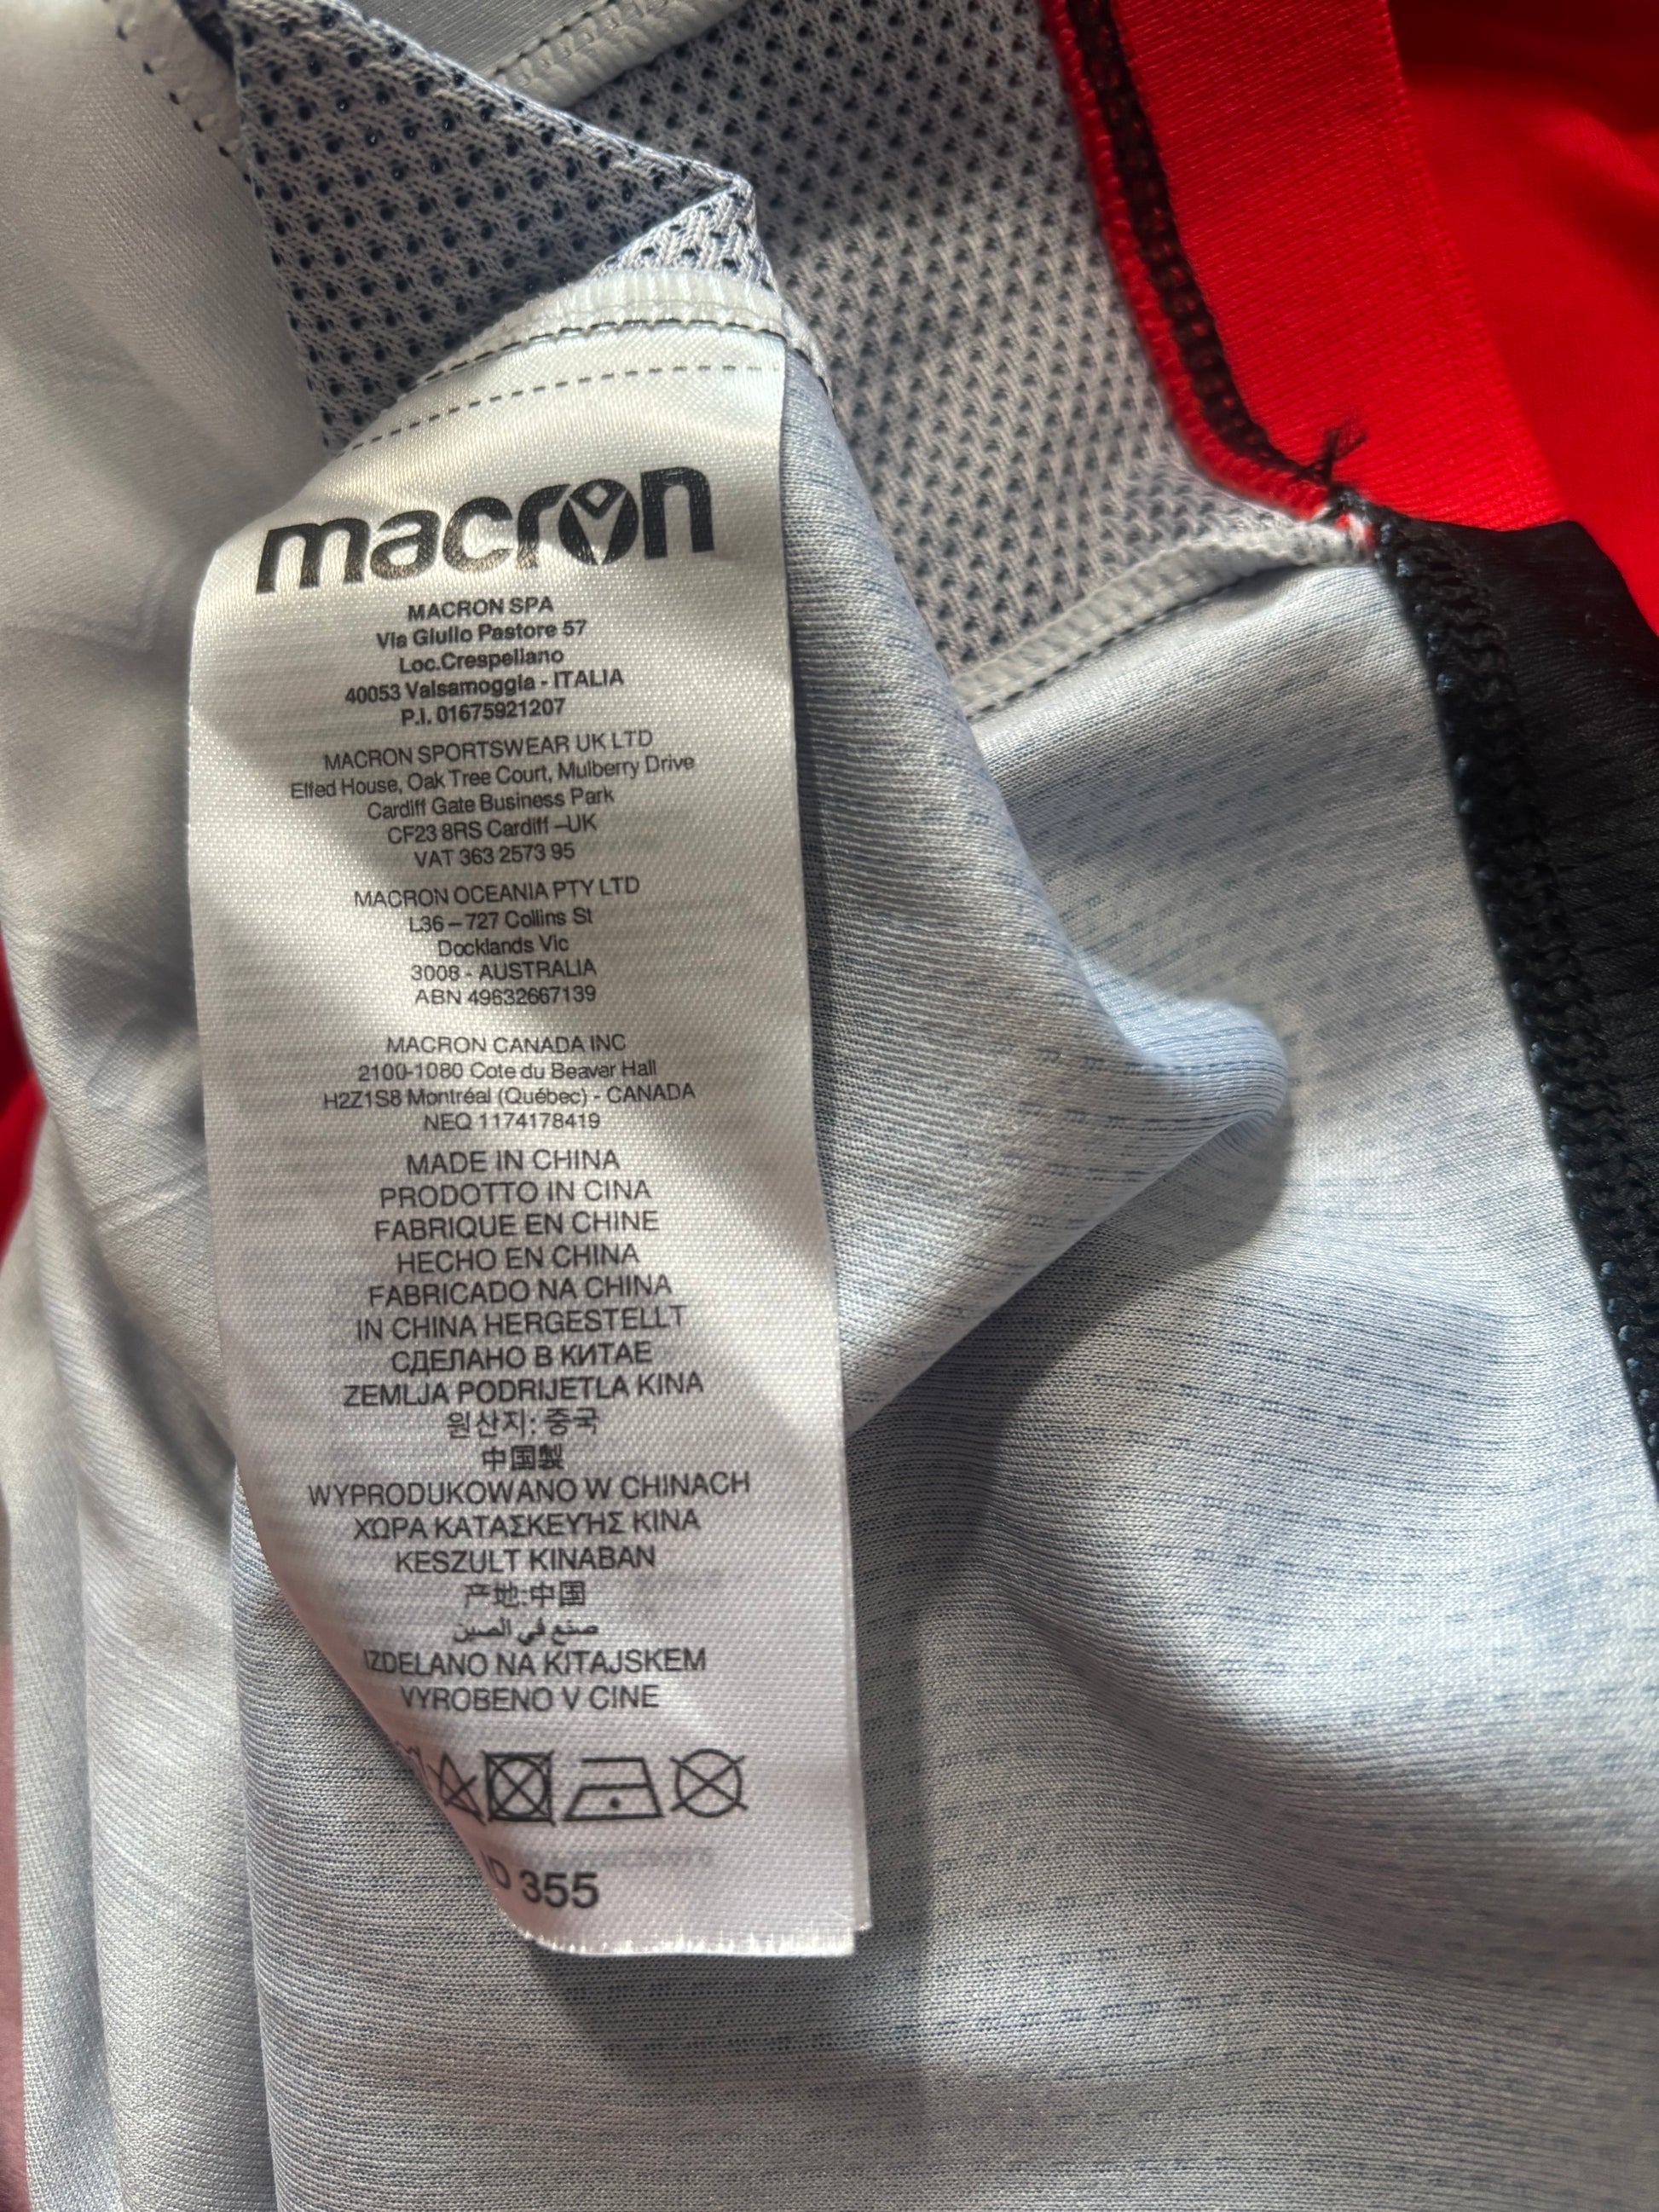 macron
MACRON SPA
Via Giulio Pastore 57
Loc.Crespellano
40053 Valsamoggia - ITALIA
P.I. 01675921207
MACRON SPORTSWEAR UK LTD
Elfed House, Oak Tree Court, Mulberry Drive
Cardiff Gate Business Park
CF23 8RS Cardiff –UK
VAT 363 2573 95
MACRON OCEANIA PTY LTD
L36 – 727 Collins St
Docklands Vic
3008 - AUSTRALIA
ABN 49632667139
MACRON CANADA INC
2100-1080 Cote du Beaver Hall
H2Z1S8 Montréal (Québec) - CANADA
NEQ 1174178419
MADE IN CHINA
PRODOTTO IN CINA
FABRIQUE EN CHINE
HECHO EN CHINA
FABRICADO NA CHINA
IN CHINA HERGESTELLT
СДЕЛАНО В КИТАЕ
ZEMLJA PODRIJETLA KINA
원산지: 중국
中国製
WYPRODUKOWANO W CHINACH
ΧΩΡΑ ΚΑΤΑΣΚΕΥΉΣ ΚΙΝΑ
KESZULT KINABAN
产地:中国
صنع في الصين
IZDELANO NA KITAJSKEM
VYROBENO V CINE
ID 355